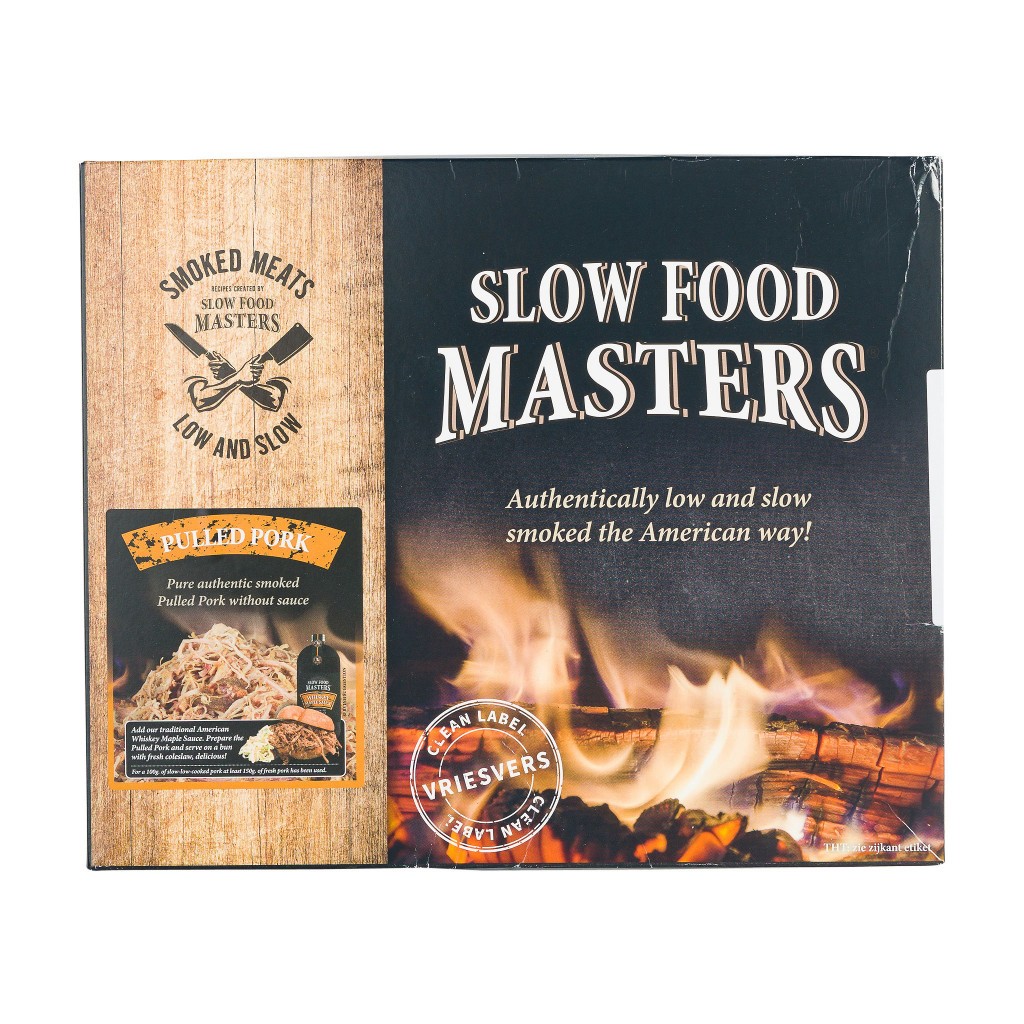 SMOKED MEATS
RECIPES CREATED BY
SLOW FOOD
MASTERS
LOW AND SLOW
PULLED PORK
Pure authentic smoked
Pulled Pork without sauce
SLOW FOOD
MASTERS
WHISKEY
Add our traditional American
Whiskey Maple Sauce. Prepare the
Pulled Pork and serve on a bun
with fresh coleslaw, delicious!
For a 100g. of slow-low-cooked pork at least 150g. of fresh pork has been used.
SLOW FOOD
MASTERS
Authentically low and slow
smoked the American way!
CLEAN LABEL
VRIESVERS
CLEAN LABEL
THT: zie zijkant etiket